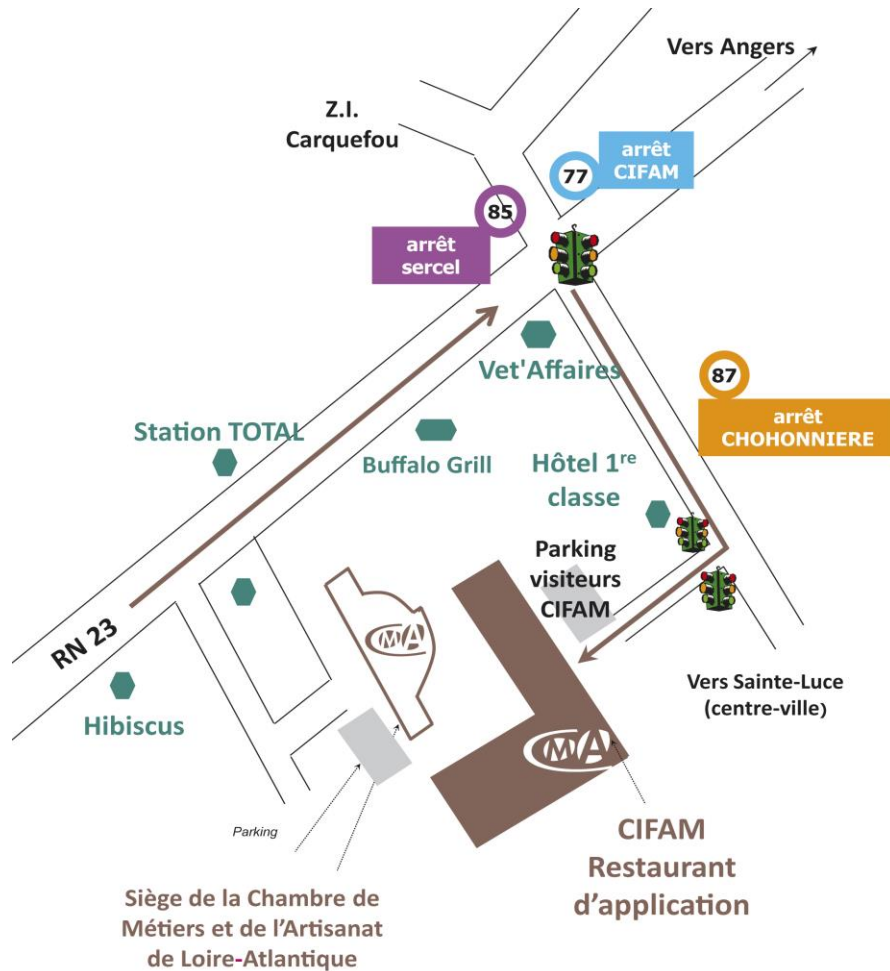 Vers Angers
Z.I.
Carquefou
77
arrêt
CIFAM
85
arrêt
sercel
Vet'Affaires
87
arrêt
CHOHONNIERE
Station TOTAL
Buffalo Grill
Hôtel 1re
classe
Parking
visiteurs
CIFAM
RN 23
CMA
Hibiscus
Vers Sainte-Luce
(centre-ville)
CMA
Parking
CIFAM
Restaurant
d'application
Siège de la Chambre de
Métiers et de l'Artisanat
de Loire-Atlantique